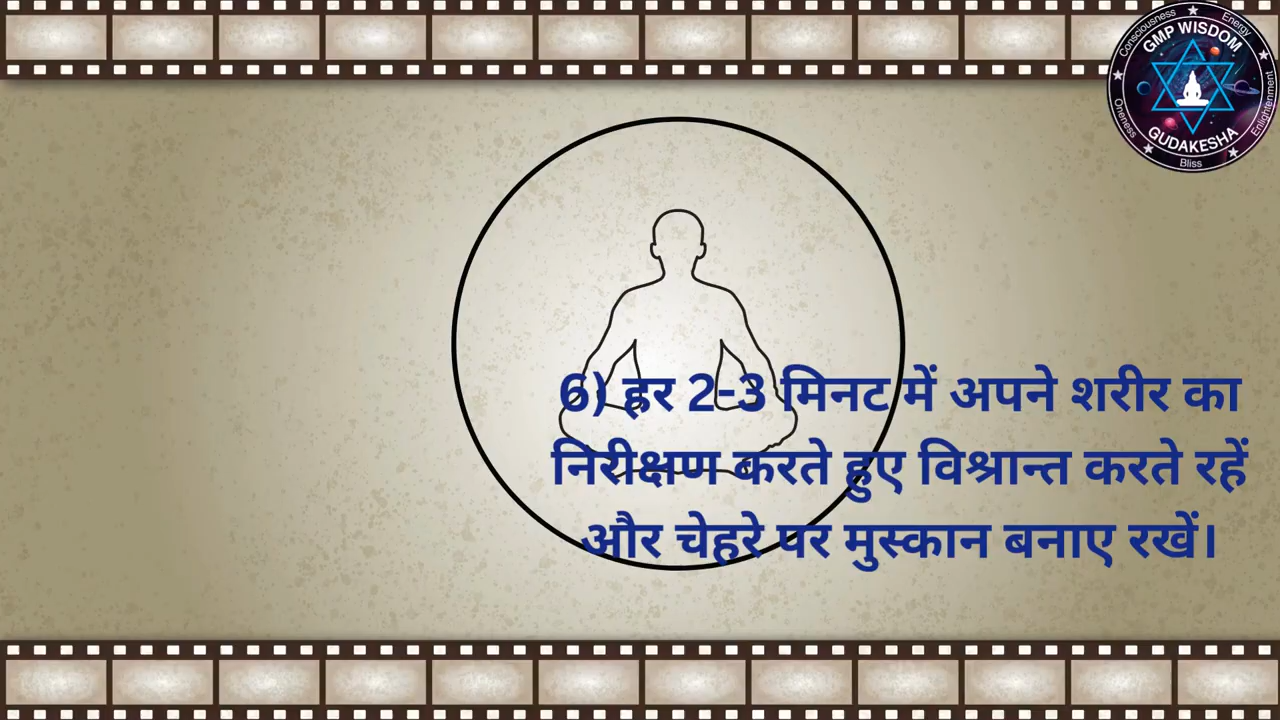 Consciousness
Energy
GMP WISDOM
Oneness
Enlightenment
GUDAKESHA
Bliss
6) हर 2-3 मिनट में अपने शरीर का
निरीक्षण करते हुए विश्रान्त करते रहें
और चेहरे पर मुस्कान बनाए रखें।